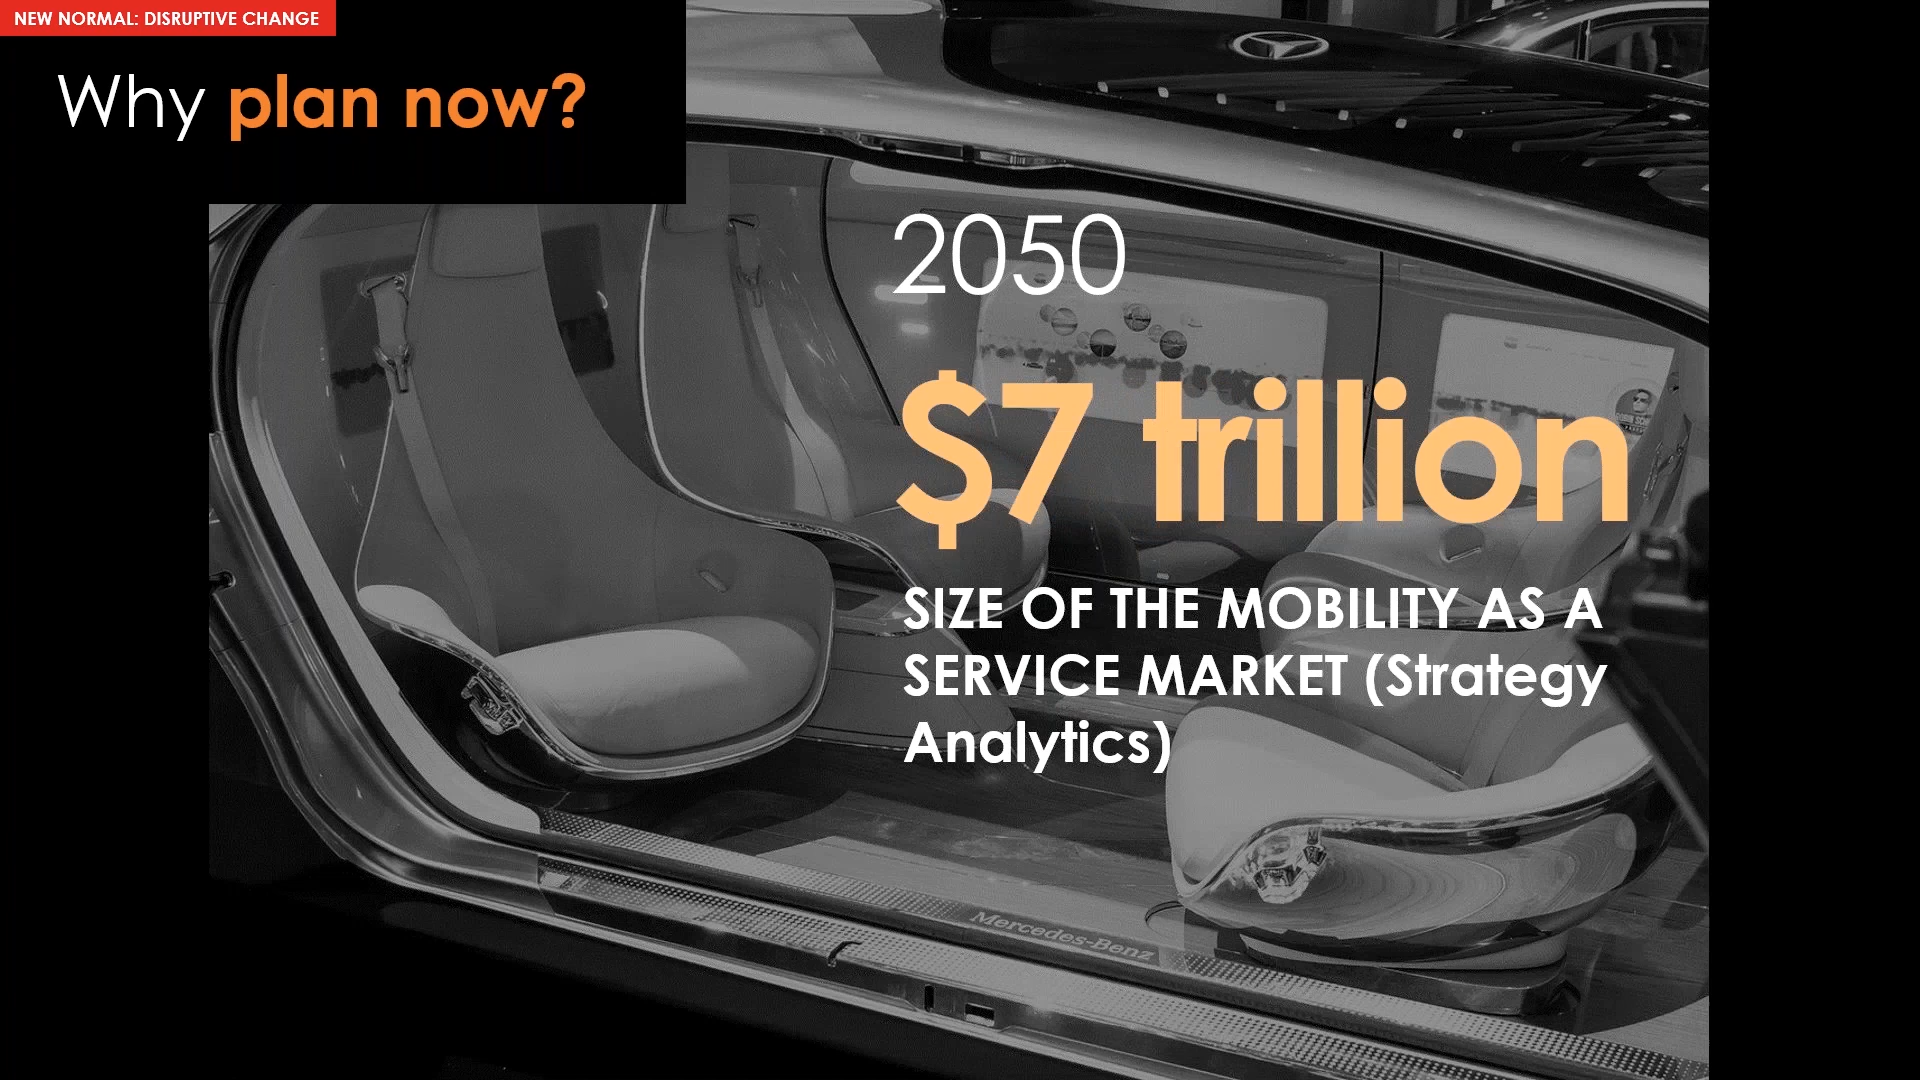 NEW NORMAL: DISRUPTIVE CHANGE
Why plan now?
2050
$7 trillion
SIZE OF THE MOBILITY AS A
SERVICE MARKET (Strategy
Analytics)
Mercedes-Benz